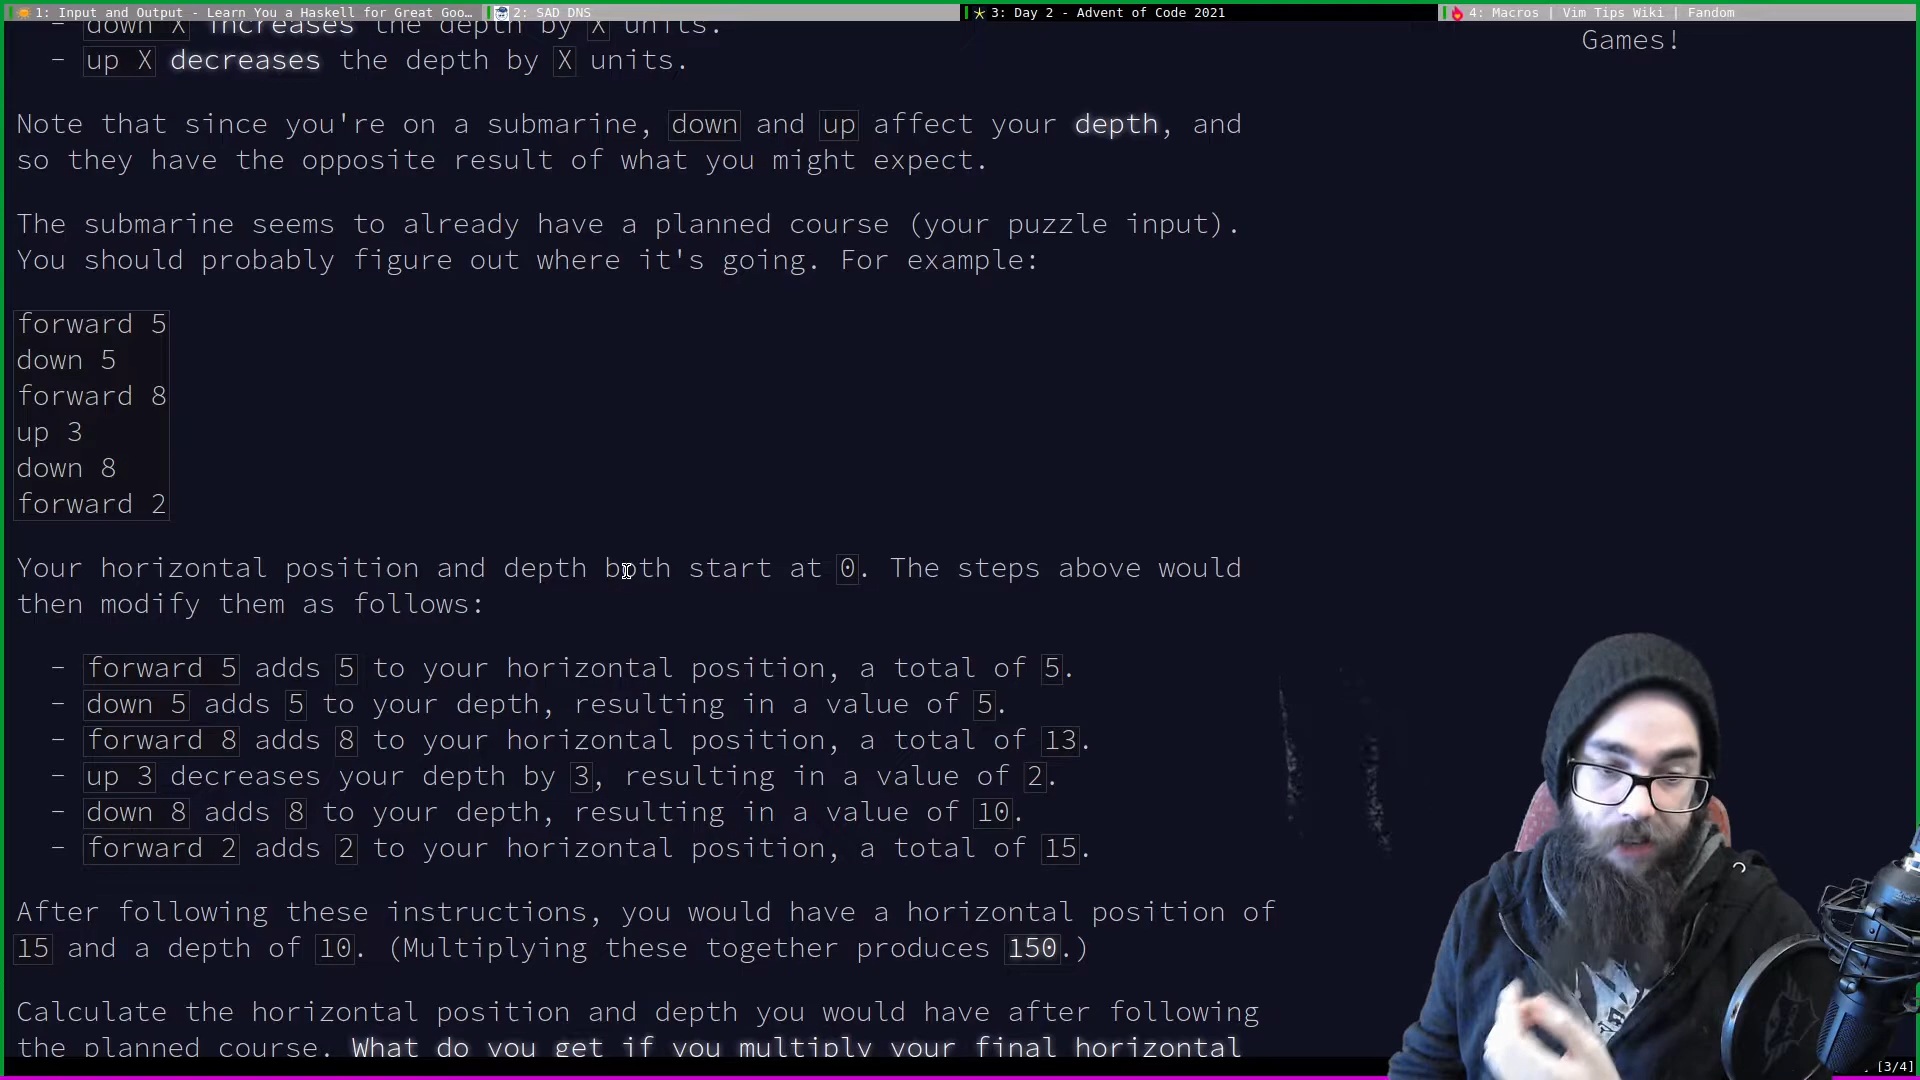 1: Input and Output - Learn You a Haskell for Great Goo…
2: SAD DNS
3: Day 2 - Advent of Code 2021
4: Macros | Vim Tips Wiki | Fandom
- down X increases the depth by X units.
- up X decreases the depth by X units.
Games!
Note that since you're on a submarine, down and up affect your depth, and
so they have the opposite result of what you might expect.
The submarine seems to already have a planned course (your puzzle input).
You should probably figure out where it's going. For example:
forward 5
down 5
forward 8
up 3
down 8
forward 2
Your horizontal position and depth both start at 0. The steps above would
then modify them as follows:
- forward 5 adds 5 to your horizontal position, a total of 5.
- down 5 adds 5 to your depth, resulting in a value of 5.
- forward 8 adds 8 to your horizontal position, a total of 13.
- up 3 decreases your depth by 3, resulting in a value of 2.
- down 8 adds 8 to your depth, resulting in a value of 10.
- forward 2 adds 2 to your horizontal position, a total of 15.
After following these instructions, you would have a horizontal position of
15 and a depth of 10. (Multiplying these together produces 150.)
Calculate the horizontal position and depth you would have after following
the planned course. What do you get if you multiply your final horizontal
[3/4]